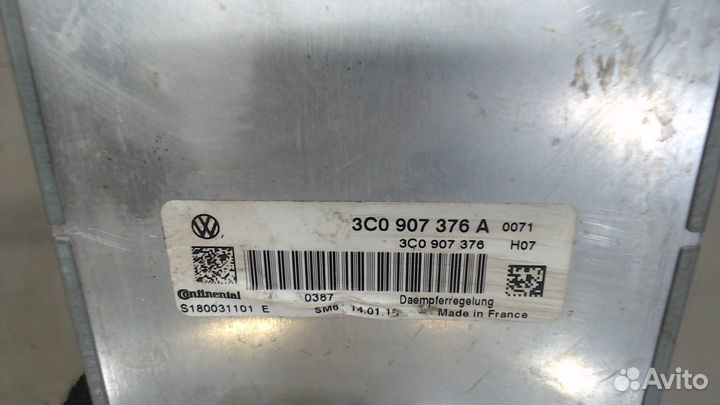 3C0 907 376 A 0071
3C0 907 376 H07
Continental 0387 Daempferregelung
S180031101 E SM6 14.01.15 Made in France
Avito